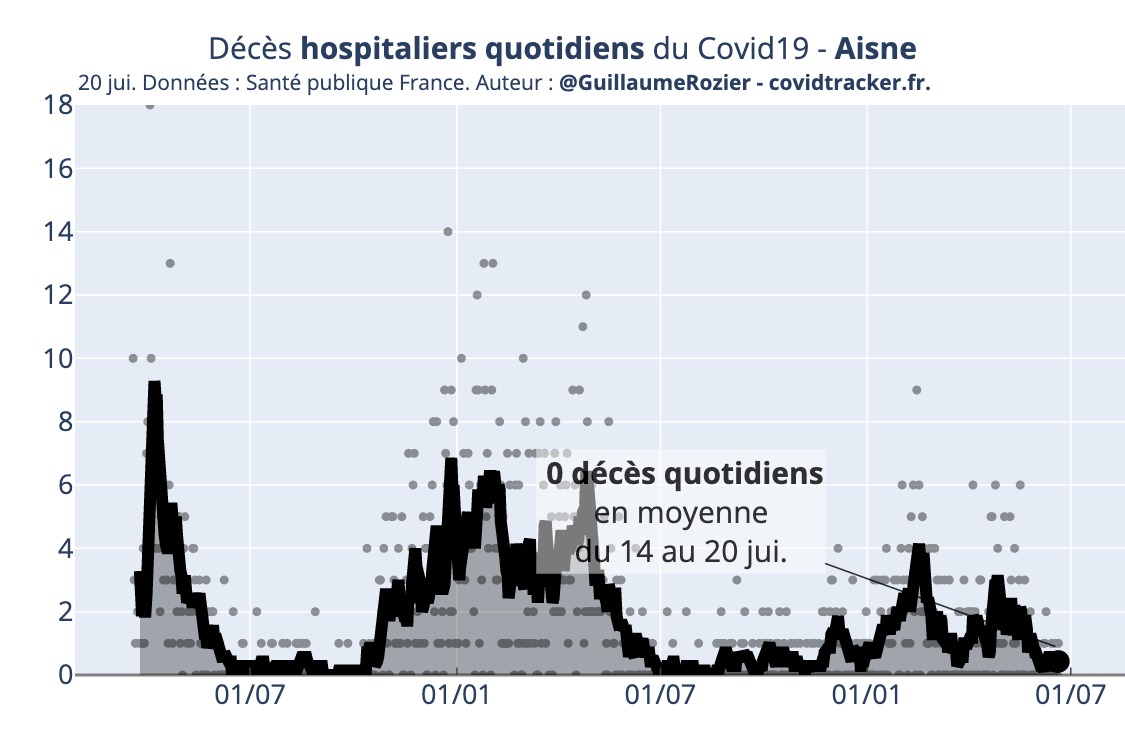 Décès hospitaliers quotidiens du Covid19 - Aisne
20 jui. Données : Santé publique France. Auteur : @GuillaumeRozier - covidtracker.fr.
18
16
14
12
10
8
6
4
2
0
0 décès quotidiens
en moyenne
du 14 au 20 jui.
01/07 01/01 01/07 01/01 01/07